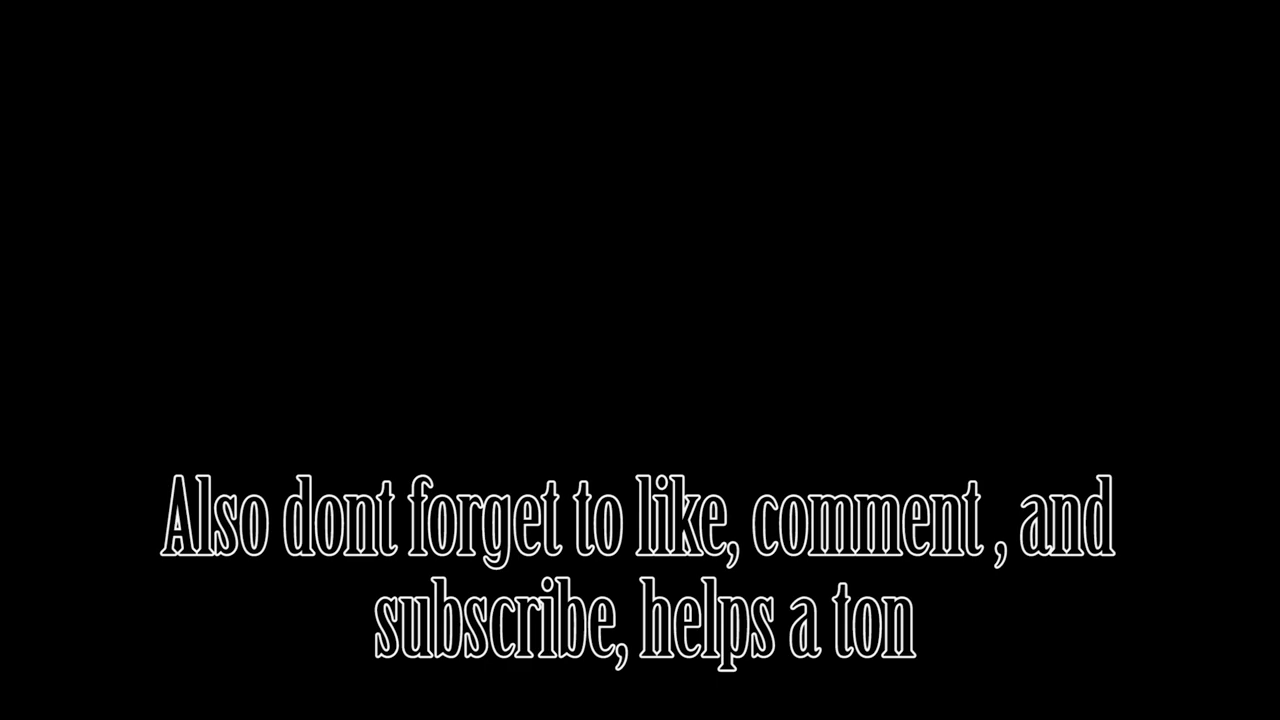 Also dont forget to like, comment , and
subscribe, helps a ton